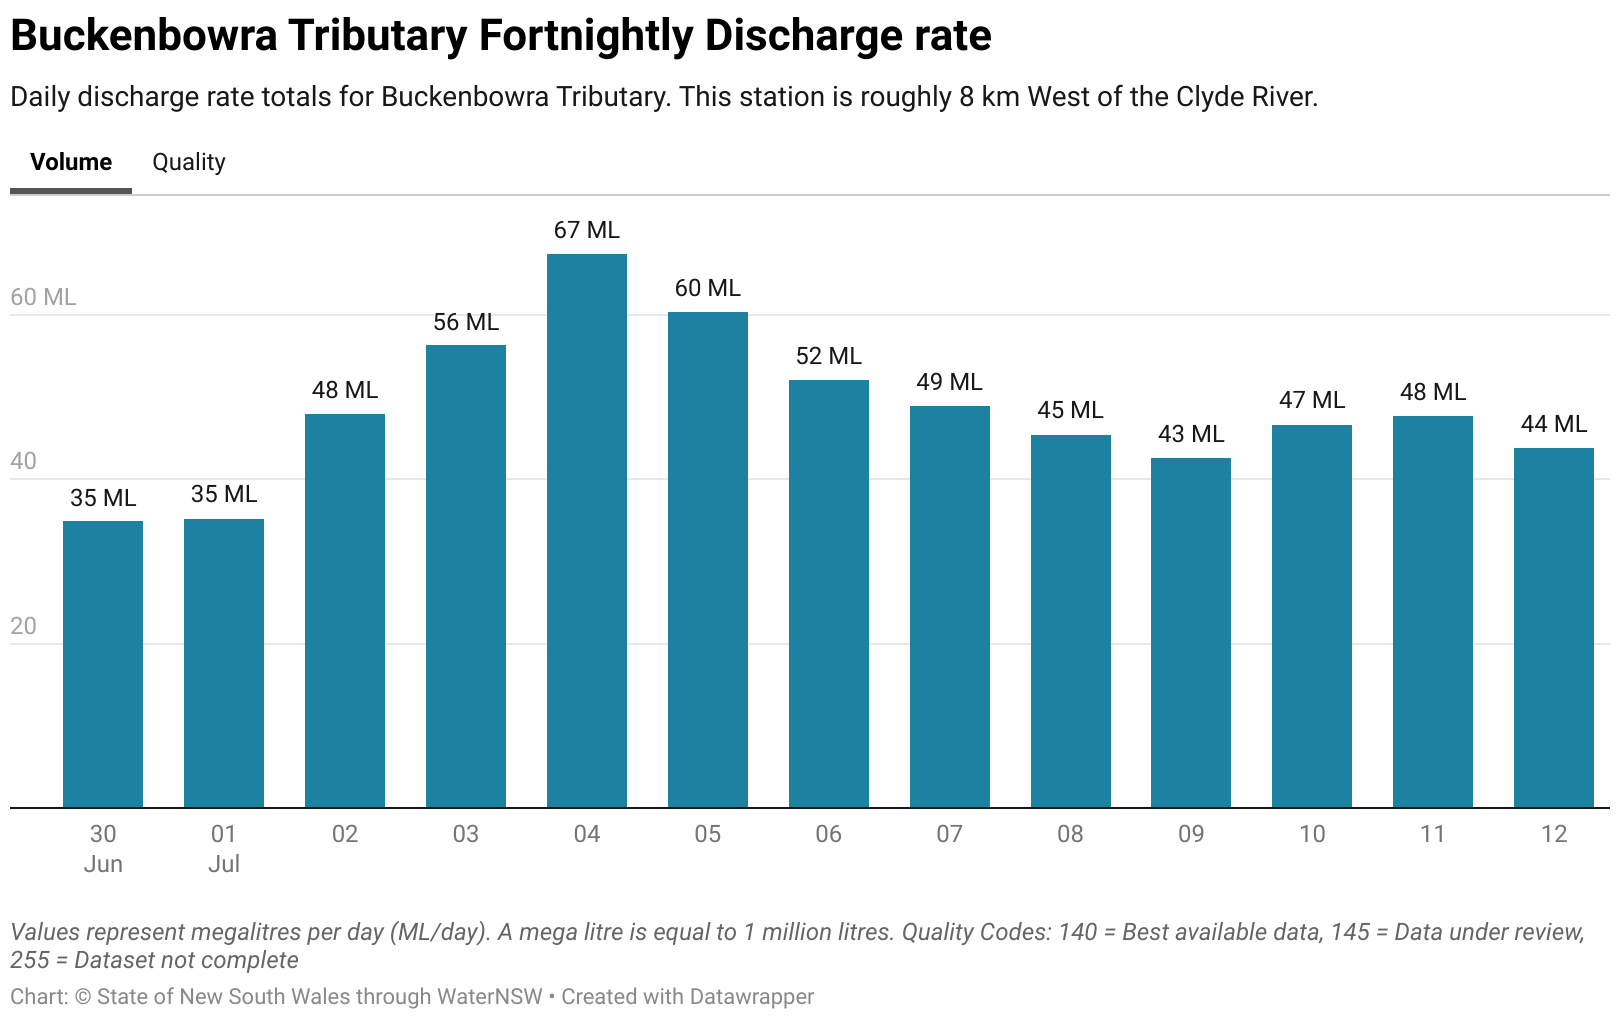 Buckenbowra Tributary Fortnightly Discharge rate
Daily discharge rate totals for Buckenbowra Tributary. This station is roughly 8 km West of the Clyde River.
Volume Quality
67 ML
60 ML
60 ML
56 ML
52 ML
49 ML
48 ML
48 ML
47 ML
45 ML
44 ML
43 ML
40
35 ML
35 ML
20
30 01 02 03 04 05 06 07 08 09 10 11 12
Jun Jul
Values represent megalitres per day (ML/day). A mega litre is equal to 1 million litres. Quality Codes: 140 = Best available data, 145 = Data under review,
255 = Dataset not complete
Chart: © State of New South Wales through WaterNSW • Created with Datawrapper